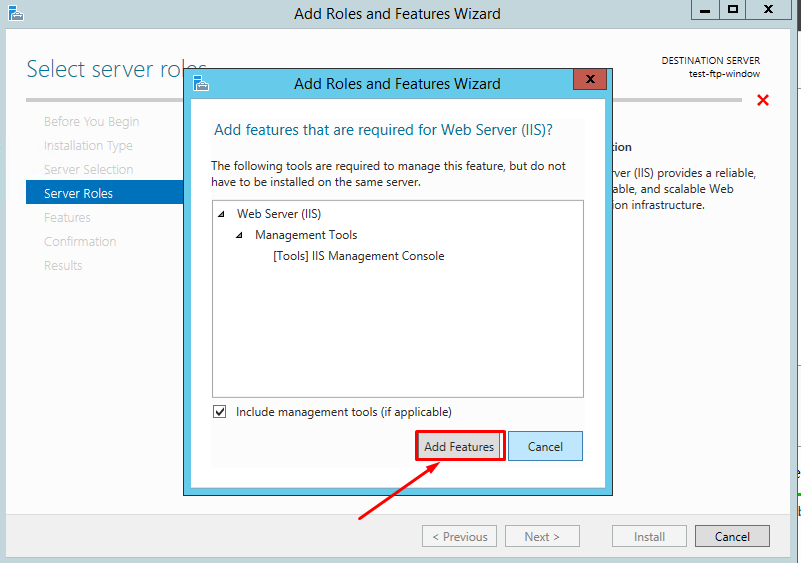 Add Roles and Features Wizard
Select server roles
DESTINATION SERVER
test-ftp-window
Before You Begin
Installation Type
Server Selection
Server Roles
Features
Confirmation
Results
Add Roles and Features Wizard
Add features that are required for Web Server (IIS)?
The following tools are required to manage this feature, but do not
have to be installed on the same server.
Web Server (IIS)
Management Tools
[Tools] IIS Management Console
Include management tools (if applicable)
Add Features
Cancel
ion
rver (IIS) provides a reliable,
able, and scalable Web
ion infrastructure.
< Previous
Next >
Install
Cancel